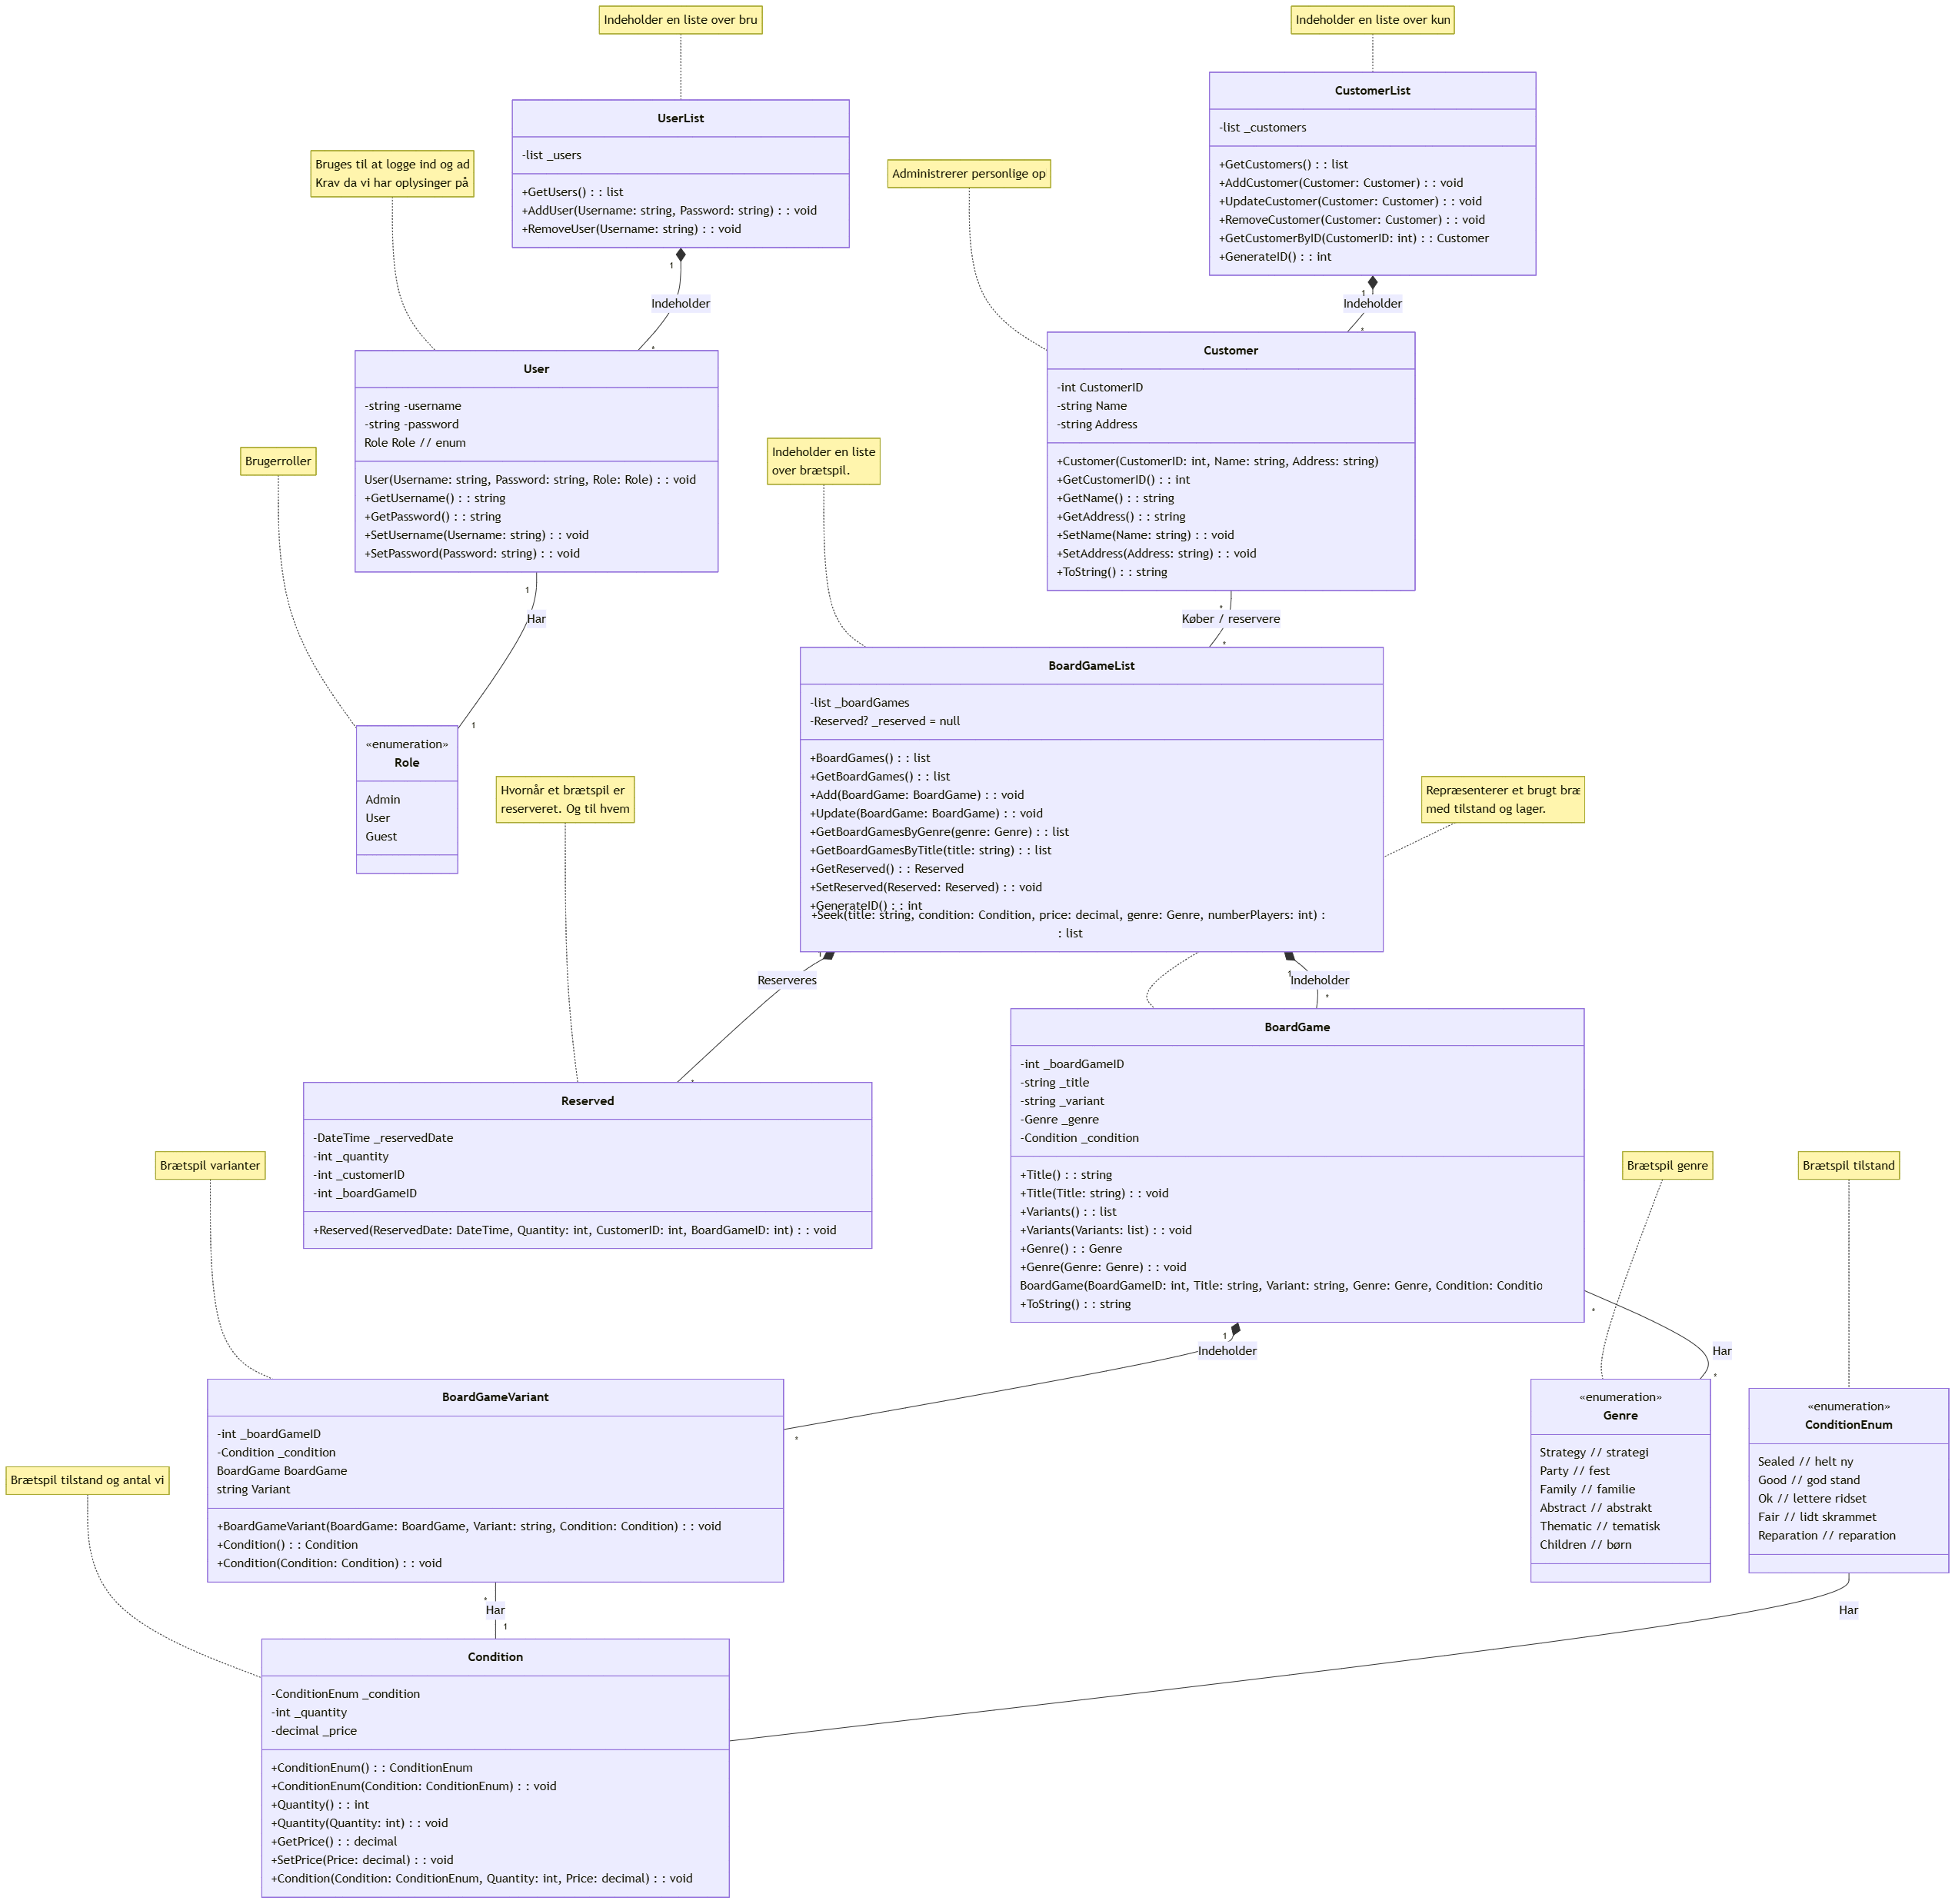 Indeholder en liste over bru
Indeholder en liste over kun
CustomerList
-list _customers
+GetCustomers() : : list
+AddCustomer(Customer: Customer) : : void
+UpdateCustomer(Customer: Customer) : : void
+RemoveCustomer(Customer: Customer) : : void
+GetCustomerByID(CustomerID: int) : : Customer
+GenerateID() : : int
UserList
-list _users
+GetUsers() : : list
+AddUser(Username: string, Password: string) : : void
+RemoveUser(Username: string) : : void
Bruges til at logge ind og ad
Krav da vi har oplysinger på
Administrerer personlige op
1
Indeholder
*
1
Indeholder
*
User
-string -username
-string -password
Role Role // enum
User(Username: string, Password: string, Role: Role) : : void
+GetUsername() : : string
+GetPassword() : : string
+SetUsername(Username: string) : : void
+SetPassword(Password: string) : : void
Customer
-int CustomerID
-string Name
-string Address
+Customer(CustomerID: int, Name: string, Address: string)
+GetCustomerID() : : int
+GetName() : : string
+GetAddress() : : string
+SetName(Name: string) : : void
+SetAddress(Address: string) : : void
+ToString() : : string
Brugerroller
Indeholder en liste
over brætspil.
1
Har
1
*
Køber / reservere
*
BoardGameList
-list _boardGames
-Reserved? _reserved = null
+BoardGames() : : list
+GetBoardGames() : : list
+Add(BoardGame: BoardGame) : : void
+Update(BoardGame: BoardGame) : : void
+GetBoardGamesByGenre(genre: Genre) : : list
+GetBoardGamesByTitle(title: string) : : list
+GetReserved() : : Reserved
+SetReserved(Reserved: Reserved) : : void
+GenerateID() : : int
+Seek(title: string, condition: Condition, price: decimal, genre: Genre, numberPlayers: int) :
: list
«enumeration»
Role
Admin
User
Guest
Hvornår et brætspil er
reserveret. Og til hvem
Repræsenterer et brugt bræ
med tilstand og lager.
1
Reserveres
*
1
Indeholder
*
Reserved
-DateTime _reservedDate
-int _quantity
-int _customerID
-int _boardGameID
+Reserved(ReservedDate: DateTime, Quantity: int, CustomerID: int, BoardGameID: int) : : void
BoardGame
-int _boardGameID
-string _title
-string _variant
-Genre _genre
-Condition _condition
+Title() : : string
+Title(Title: string) : : void
+Variants() : : list
+Variants(Variants: list) : : void
+Genre() : : Genre
+Genre(Genre: Genre) : : void
BoardGame(BoardGameID: int, Title: string, Variant: string, Genre: Genre, Condition: Conditio
+ToString() : : string
Brætspil varianter
Brætspil genre
Brætspil tilstand
1
Indeholder
*
*
Har
*
BoardGameVariant
-int _boardGameID
-Condition _condition
BoardGame BoardGame
string Variant
+BoardGameVariant(BoardGame: BoardGame, Variant: string, Condition: Condition) : : void
+Condition() : : Condition
+Condition(Condition: Condition) : : void
«enumeration»
Genre
Strategy // strategi
Party // fest
Family // familie
Abstract // abstrakt
Thematic // tematisk
Children // børn
«enumeration»
ConditionEnum
Sealed // helt ny
Good // god stand
Ok // lettere ridset
Fair // lidt skrammet
Reparation // reparation
Brætspil tilstand og antal vi
*
Har
1
Har
Condition
-ConditionEnum _condition
-int _quantity
-decimal _price
+ConditionEnum() : : ConditionEnum
+ConditionEnum(Condition: ConditionEnum) : : void
+Quantity() : : int
+Quantity(Quantity: int) : : void
+GetPrice() : : decimal
+SetPrice(Price: decimal) : : void
+Condition(Condition: ConditionEnum, Quantity: int, Price: decimal) : : void